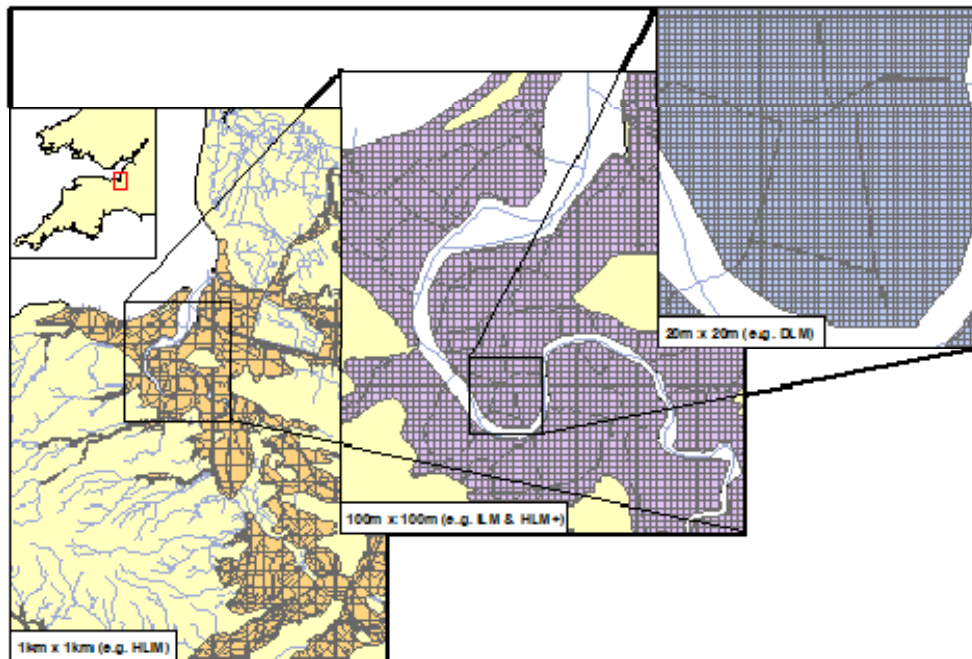 20m x 20m (e.g. DLM)
100m x 100m (e.g. ILM & HLM+)
1km x 1km (e.g. HLM)